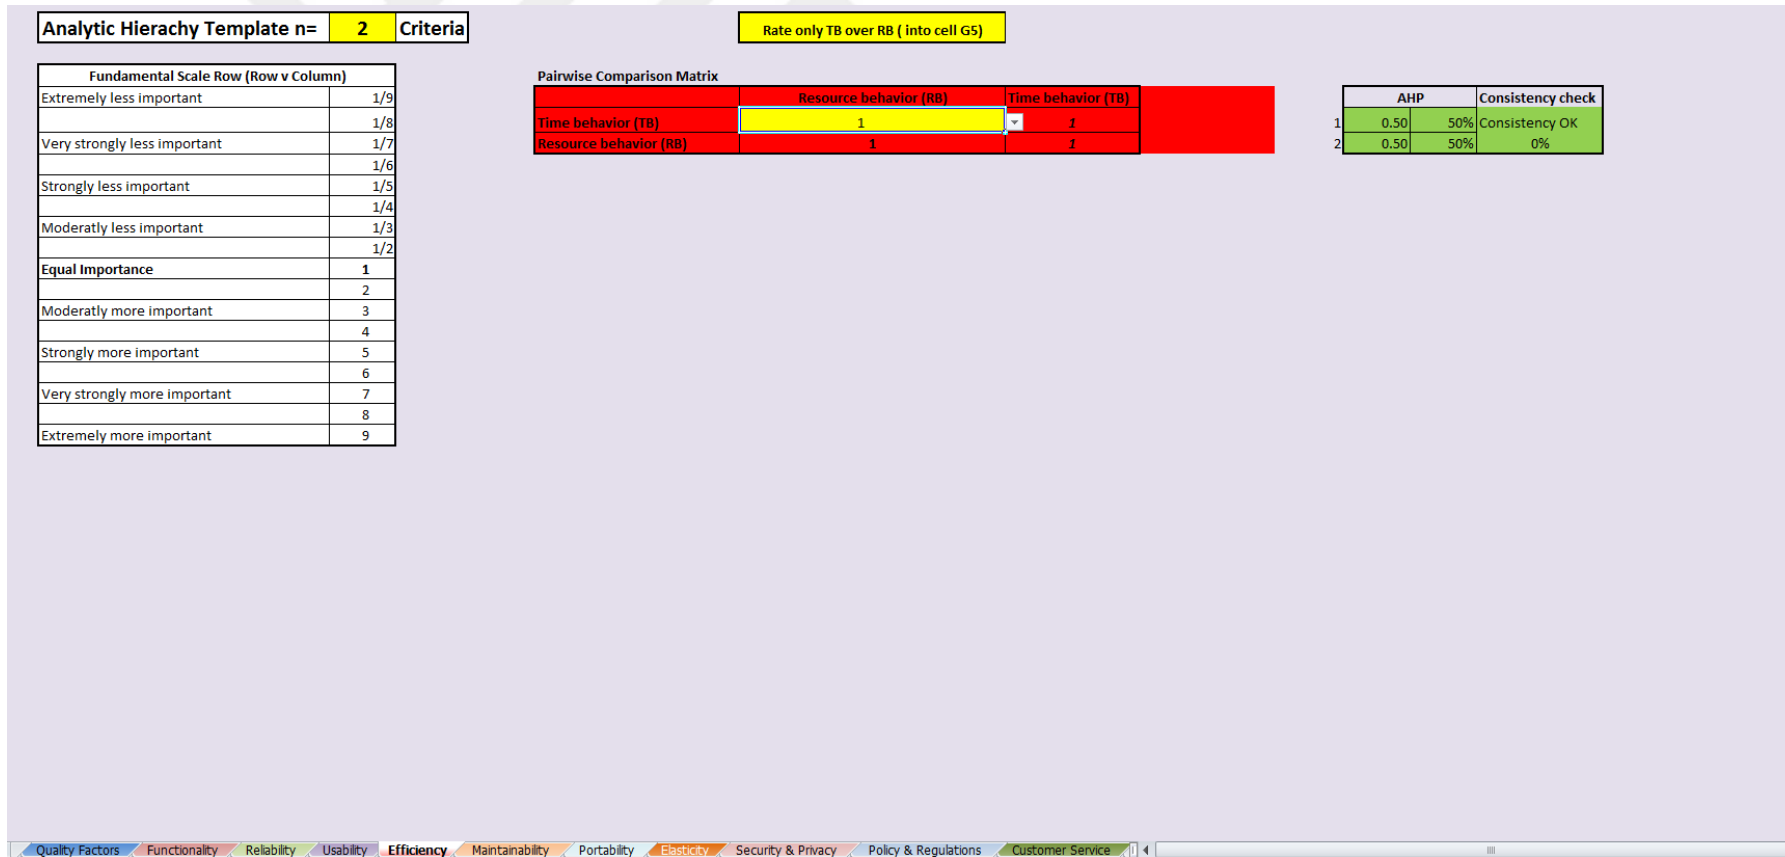 Analytic Hierachy Template n= 2 Criteria
Rate only TB over RB ( into cell G5)
Fundamental Scale Row (Row v Column)
Extremely less important 1/9
1/8
Very strongly less important 1/7
1/6
Strongly less important 1/5
1/4
Moderatly less important 1/3
1/2
Equal Importance 1
2
Moderatly more important 3
4
Strongly more important 5
6
Very strongly more important 7
8
Extremely more important 9
Pairwise Comparison Matrix
Resource behavior (RB) Time behavior (TB)
Time behavior (TB) 1 1
Resource behavior (RB) 1 1
AHP Consistency check
1 0.50 50% Consistency OK
2 0.50 50% 0%
Quality Factors Functionality Reliability Usability Efficiency Maintainability Portability Elasticity Security & Privacy Policy & Regulations Customer Service